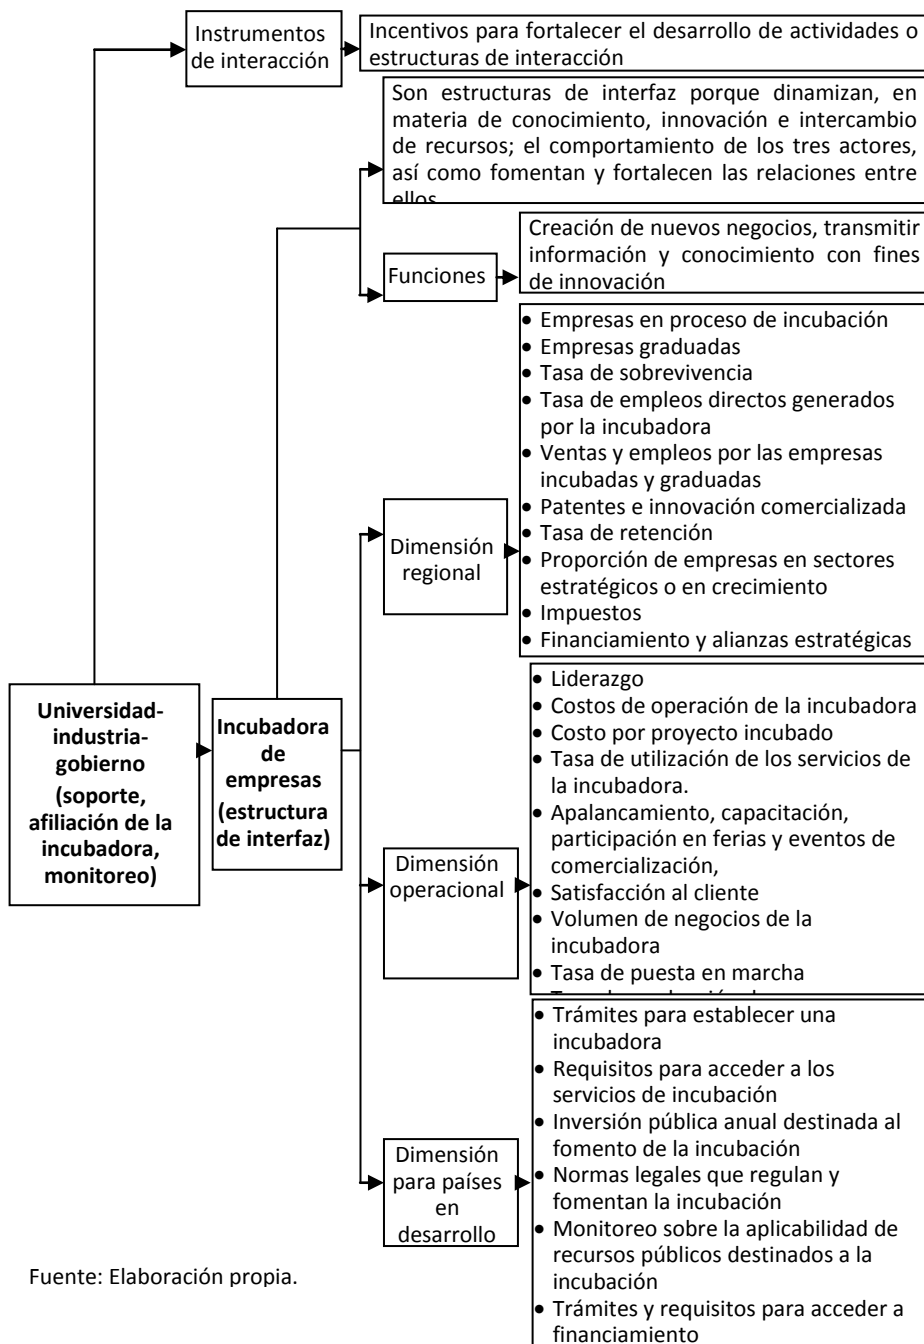 Instrumentos
de interacción
Incentivos para fortalecer el desarrollo de actividades o
estructuras de interacción
Son estructuras de interfaz porque dinamizan, en
materia de conocimiento, innovación e intercambio
de recursos; el comportamiento de los tres actores,
así como fomentan y fortalecen las relaciones entre
ellos
Funciones
Creación de nuevos negocios, transmitir
información y conocimiento con fines
de innovación
Dimensión
regional
• Empresas en proceso de incubación
• Empresas graduadas
• Tasa de sobrevivencia
• Tasa de empleos directos generados
por la incubadora
• Ventas y empleos por las empresas
incubadas y graduadas
• Patentes e innovación comercializada
• Tasa de retención
• Proporción de empresas en sectores
estratégicos o en crecimiento
• Impuestos
• Financiamiento y alianzas estratégicas
Universidad-
industria-
gobierno
(soporte,
afiliación de la
incubadora,
monitoreo)
Incubadora
de
empresas
(estructura
de interfaz)
Dimensión
operacional
• Liderazgo
• Costos de operación de la incubadora
• Costo por proyecto incubado
• Tasa de utilización de los servicios de
la incubadora.
• Apalancamiento, capacitación,
participación en ferias y eventos de
comercialización,
• Satisfacción al cliente
• Volumen de negocios de la
incubadora
• Tasa de puesta en marcha
Dimensión
para países
en
desarrollo
• Trámites para establecer una
incubadora
• Requisitos para acceder a los
servicios de incubación
• Inversión pública anual destinada al
fomento de la incubación
• Normas legales que regulan y
fomentan la incubación
• Monitoreo sobre la aplicabilidad de
recursos públicos destinados a la
incubación
• Trámites y requisitos para acceder a
financiamiento
Fuente: Elaboración propia.